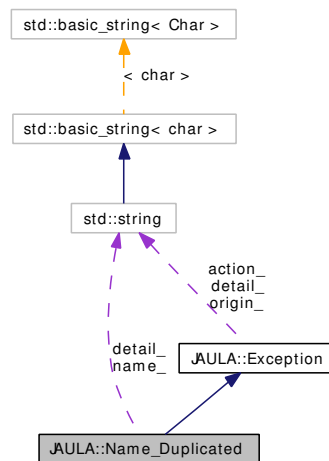 std::basic_string< Char >
< char >
std::basic_string< char >
std::string
action_
detail_
origin_
detail_
name_
JAULA::Exception
JAULA::Name_Duplicated